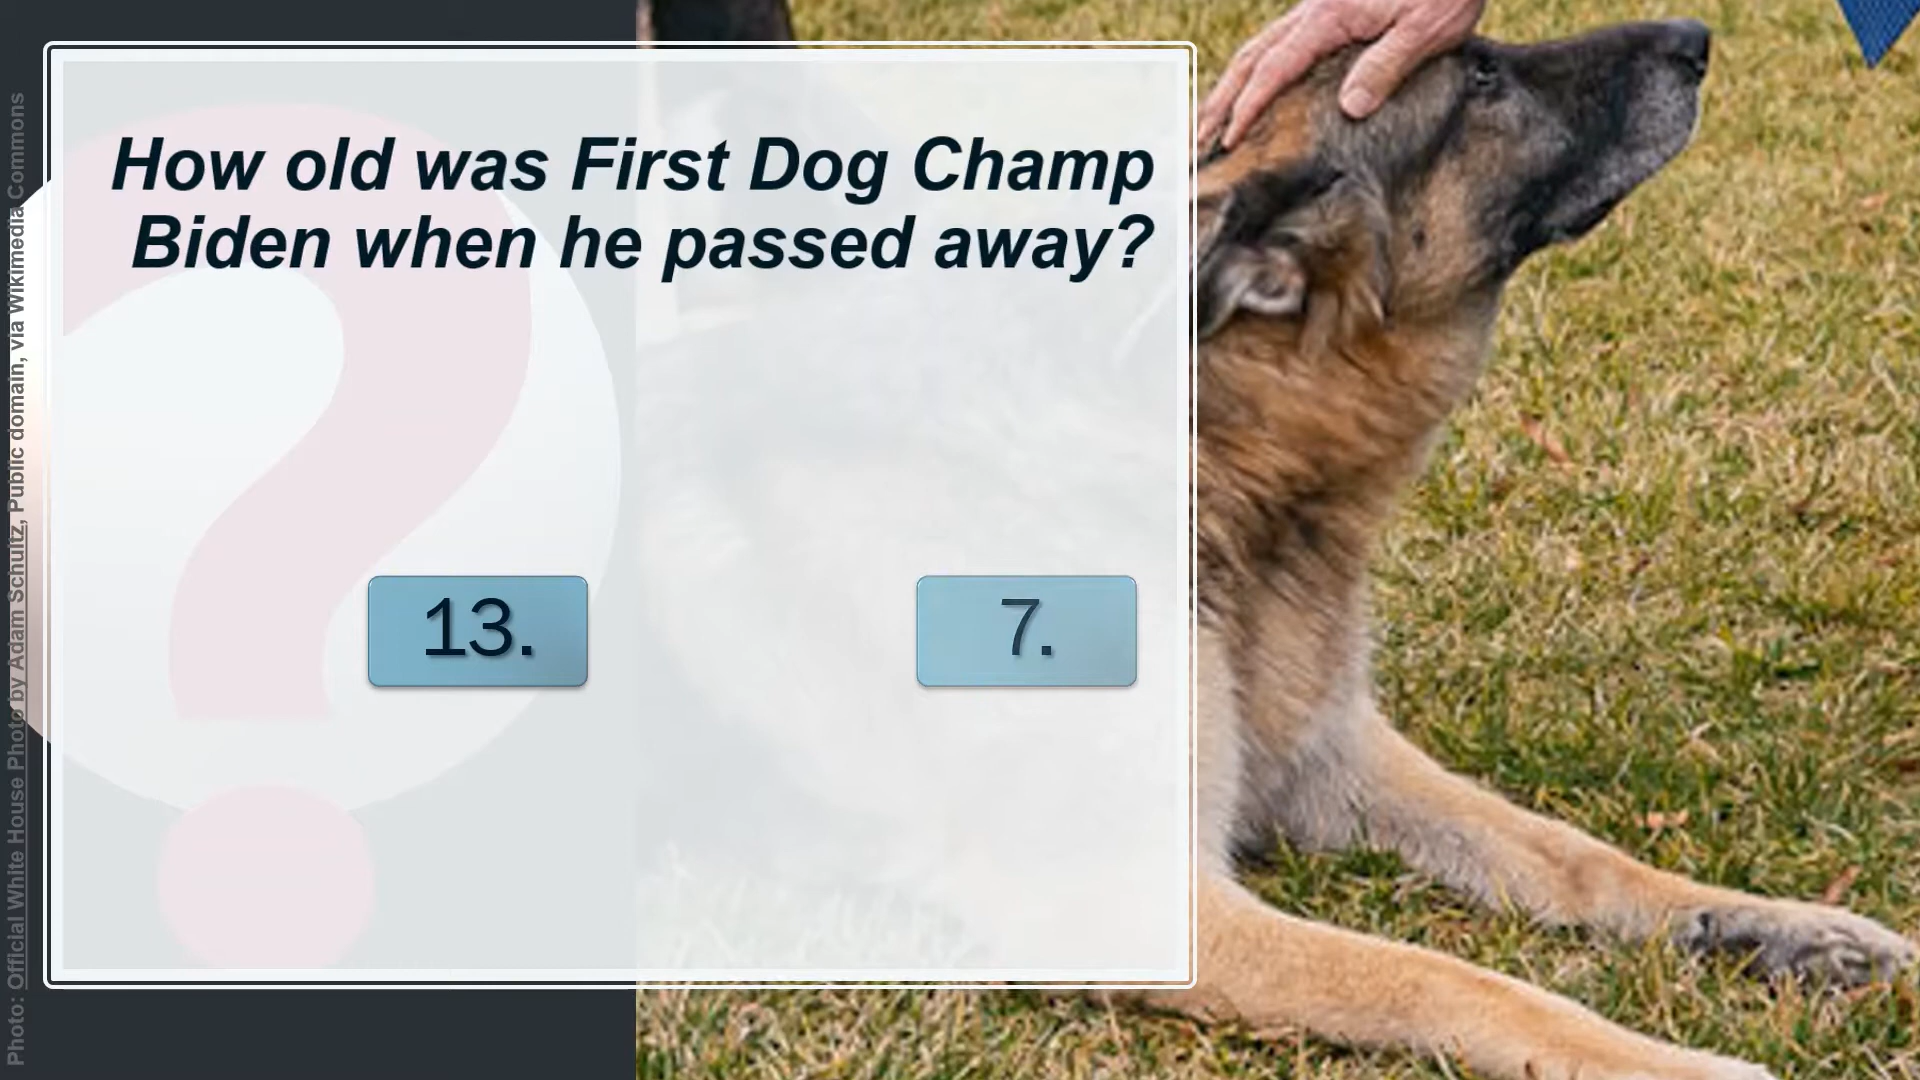 How old was First Dog Champ
Biden when he passed away?
13.
7.
Photo: Official White House Photo by Adam Schultz, Public domain, via Wikimedia Commons